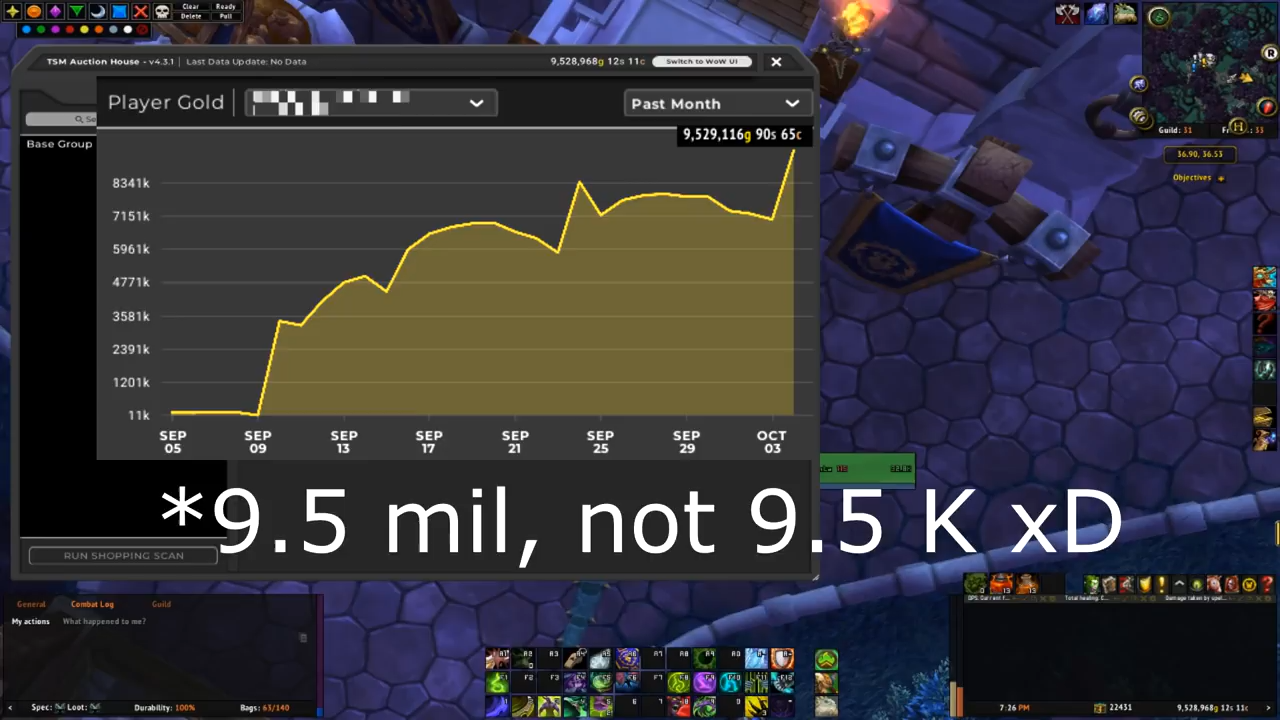 Clear Ready
Delete Pull
TSM Auction House - v4.3.1 | Last Data Update: No Data
9,528,968g 12s 11c
Switch to WoW UI
Player Gold
Past Month
9,529,116g 90s 65c
Base Group
8341k
7151k
5961k
4771k
3581k
2391k
1201k
11k
SEP 05
SEP 09
SEP 13
SEP 17
SEP 21
SEP 25
SEP 29
OCT 03
*9.5 mil, not 9.5 K xD
RUN SHOPPING SCAN
Guild: 31
36.90, 36.53
Objectives +
General Combat Log Guild
My actions What happened to me?
Spec: Loot: Durability: 100% Bags: 63/140
7:26 PM 22431 9,528,968g 12s 11c